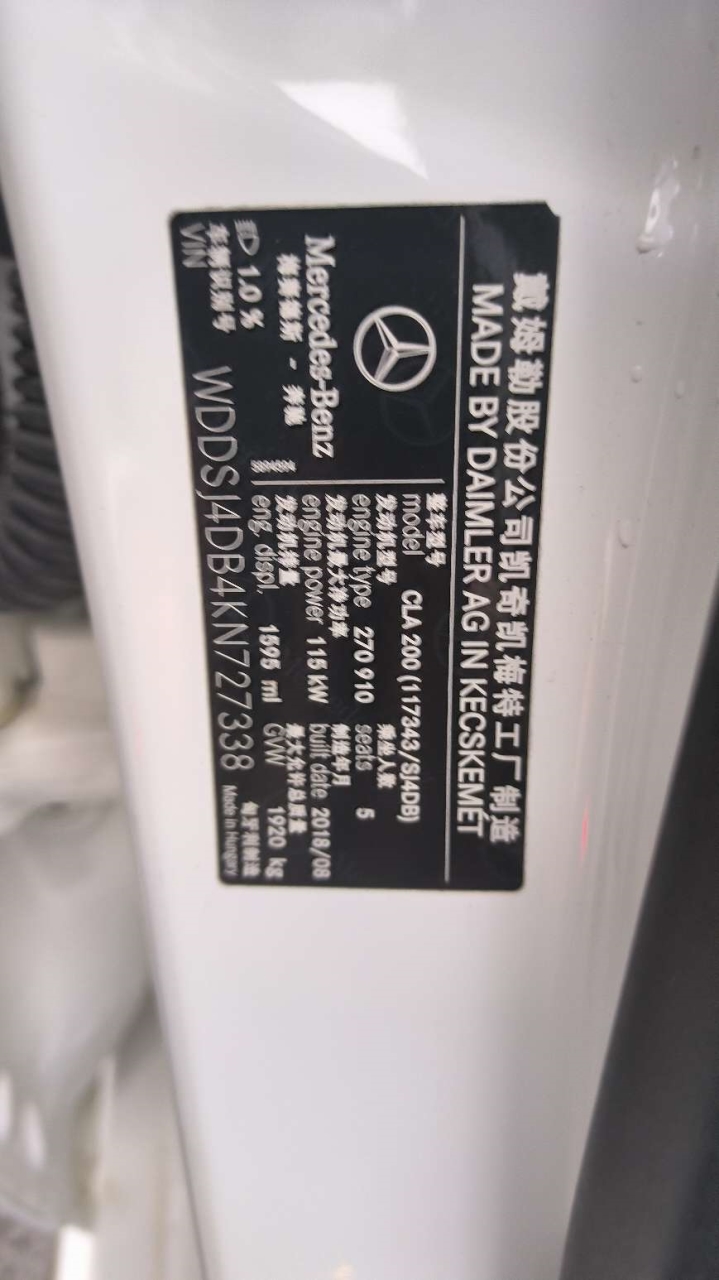 戴姆勒股份公司凯奇凯梅特工厂制造
MADE BY DAIMLER AG IN KECSKEMÉT
Mercedes-Benz
梅赛德斯 - 奔驰
整车型号
model CLA 200 (117343/SJ4DB)
发动机型号 乘坐人数
engine type 270 910 seats 5
发动机最大净功率 制造年月
engine power 115 kW built date 2018/08
发动机排量 最大允许总质量
eng. displ. 1595 ml GVW 1920 kg
1.0 %
车辆识别号
VIN WDDSJ4DB4KN727338
匈牙利制造
Made in Hungary